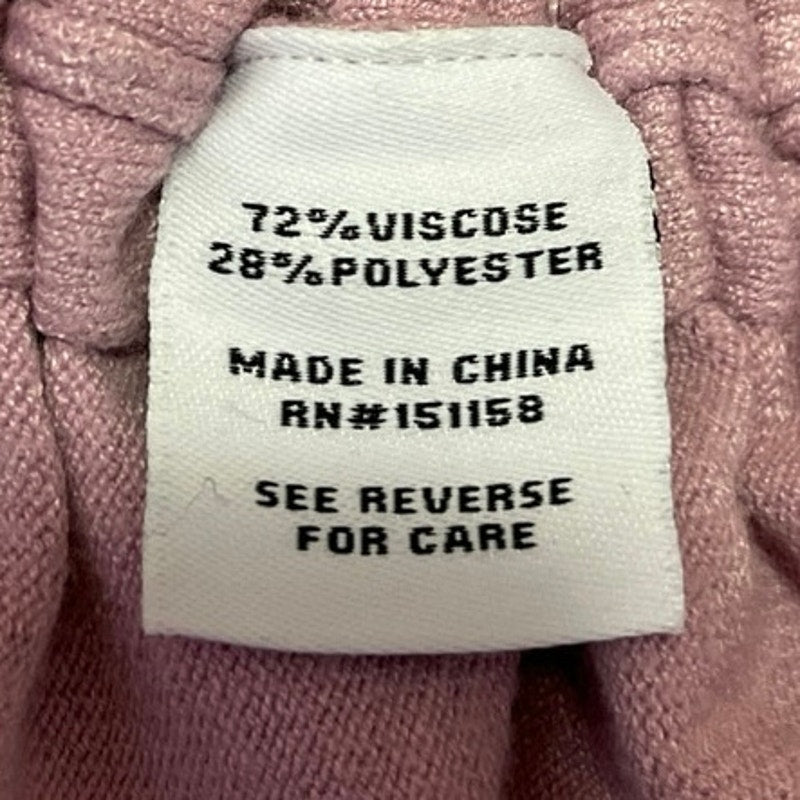 72%VISCOSE
28%POLYESTER
MADE IN CHINA
RN#151158
SEE REVERSE
FOR CARE